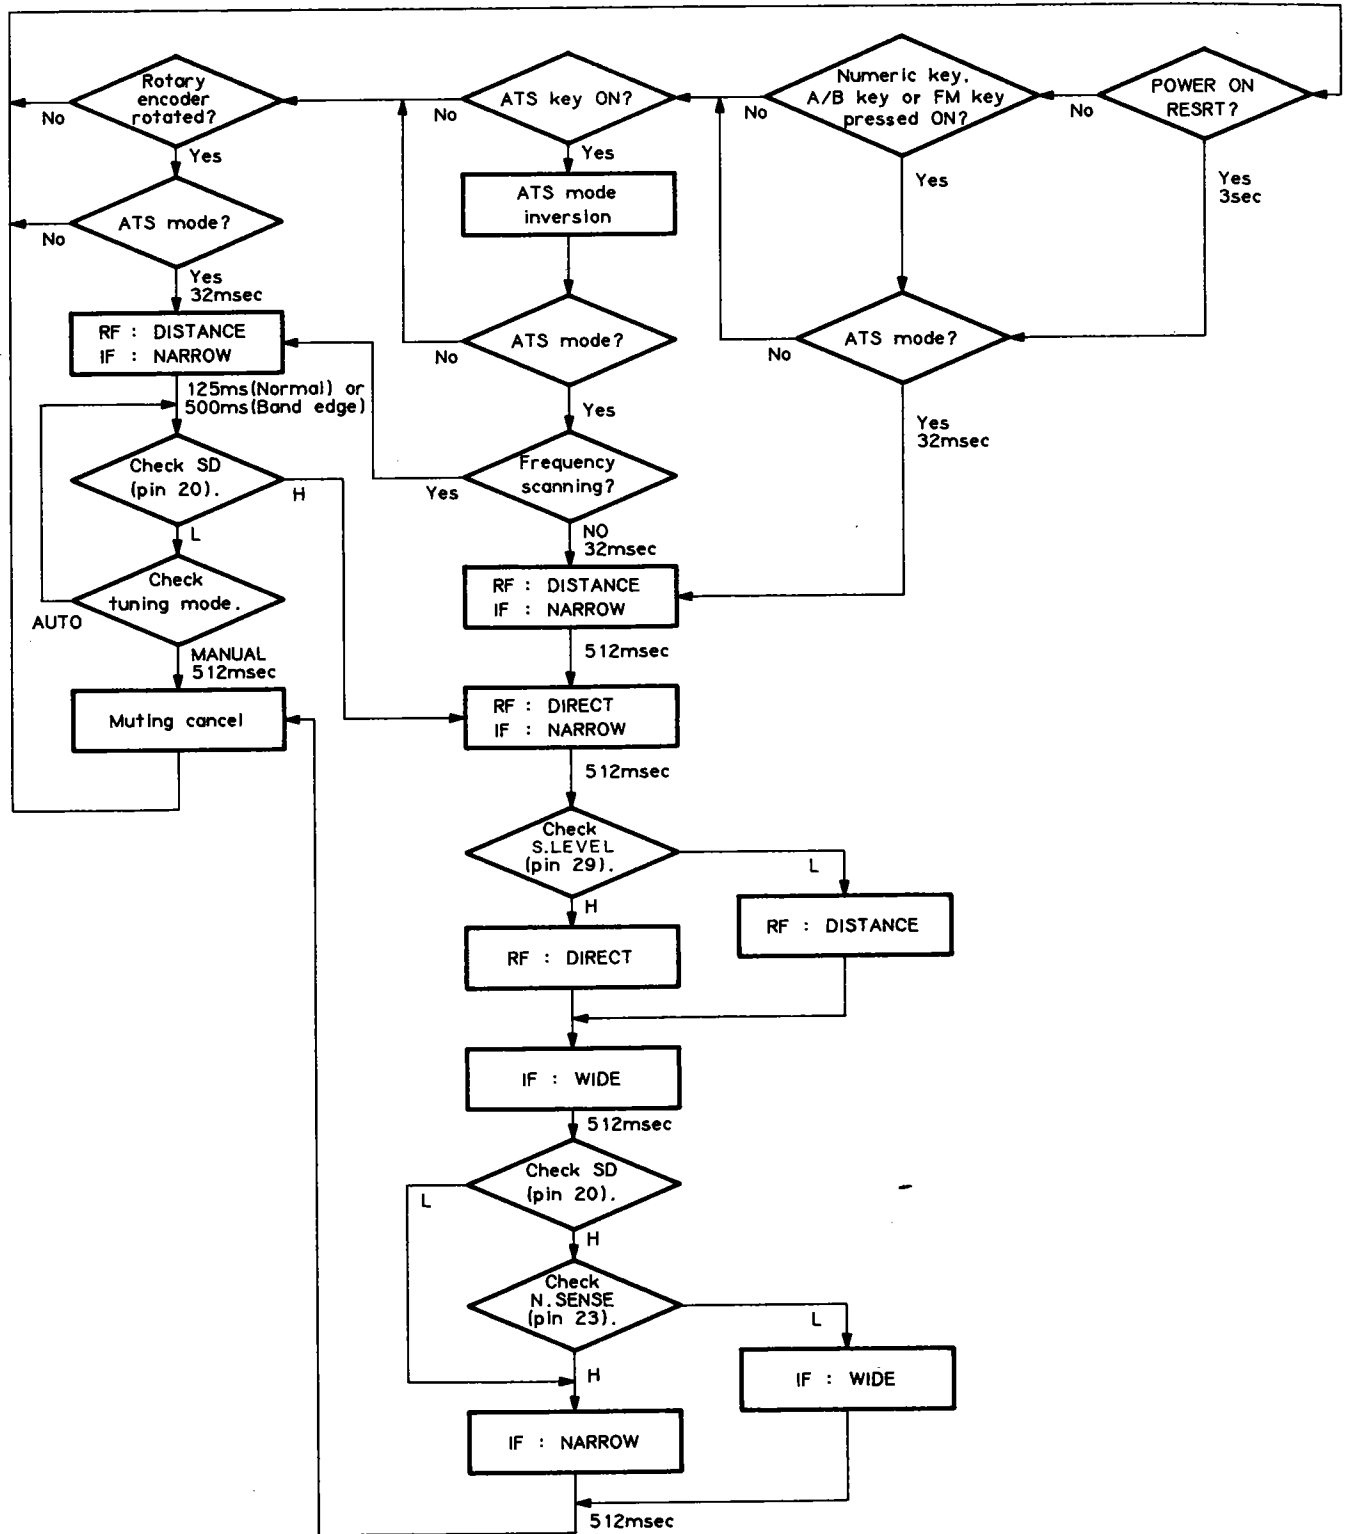 Rotary
encoder
rotated?
No
Yes
ATS key ON?
No
Yes
Numeric key,
A/B key or FM key
pressed ON?
No
Yes
POWER ON
RESRT?
No
Yes
3sec
ATS mode
inversion
ATS mode?
No
Yes
32msec
RF : DISTANCE
IF : NARROW
ATS mode?
No
Yes
ATS mode?
No
Yes
32msec
125ms(Normal) or
500ms(Band edge)
Check SD
(pin 20).
H
L
Frequency
scanning?
Yes
NO
32msec
Check
tuning mode.
AUTO
MANUAL
512msec
RF : DISTANCE
IF : NARROW
512msec
Muting cancel
RF : DIRECT
IF : NARROW
512msec
Check
S.LEVEL
(pin 29).
L
H
RF : DISTANCE
RF : DIRECT
IF : WIDE
512msec
Check SD
(pin 20).
L
H
Check
N.SENSE
(pin 23).
L
H
IF : WIDE
IF : NARROW
512msec